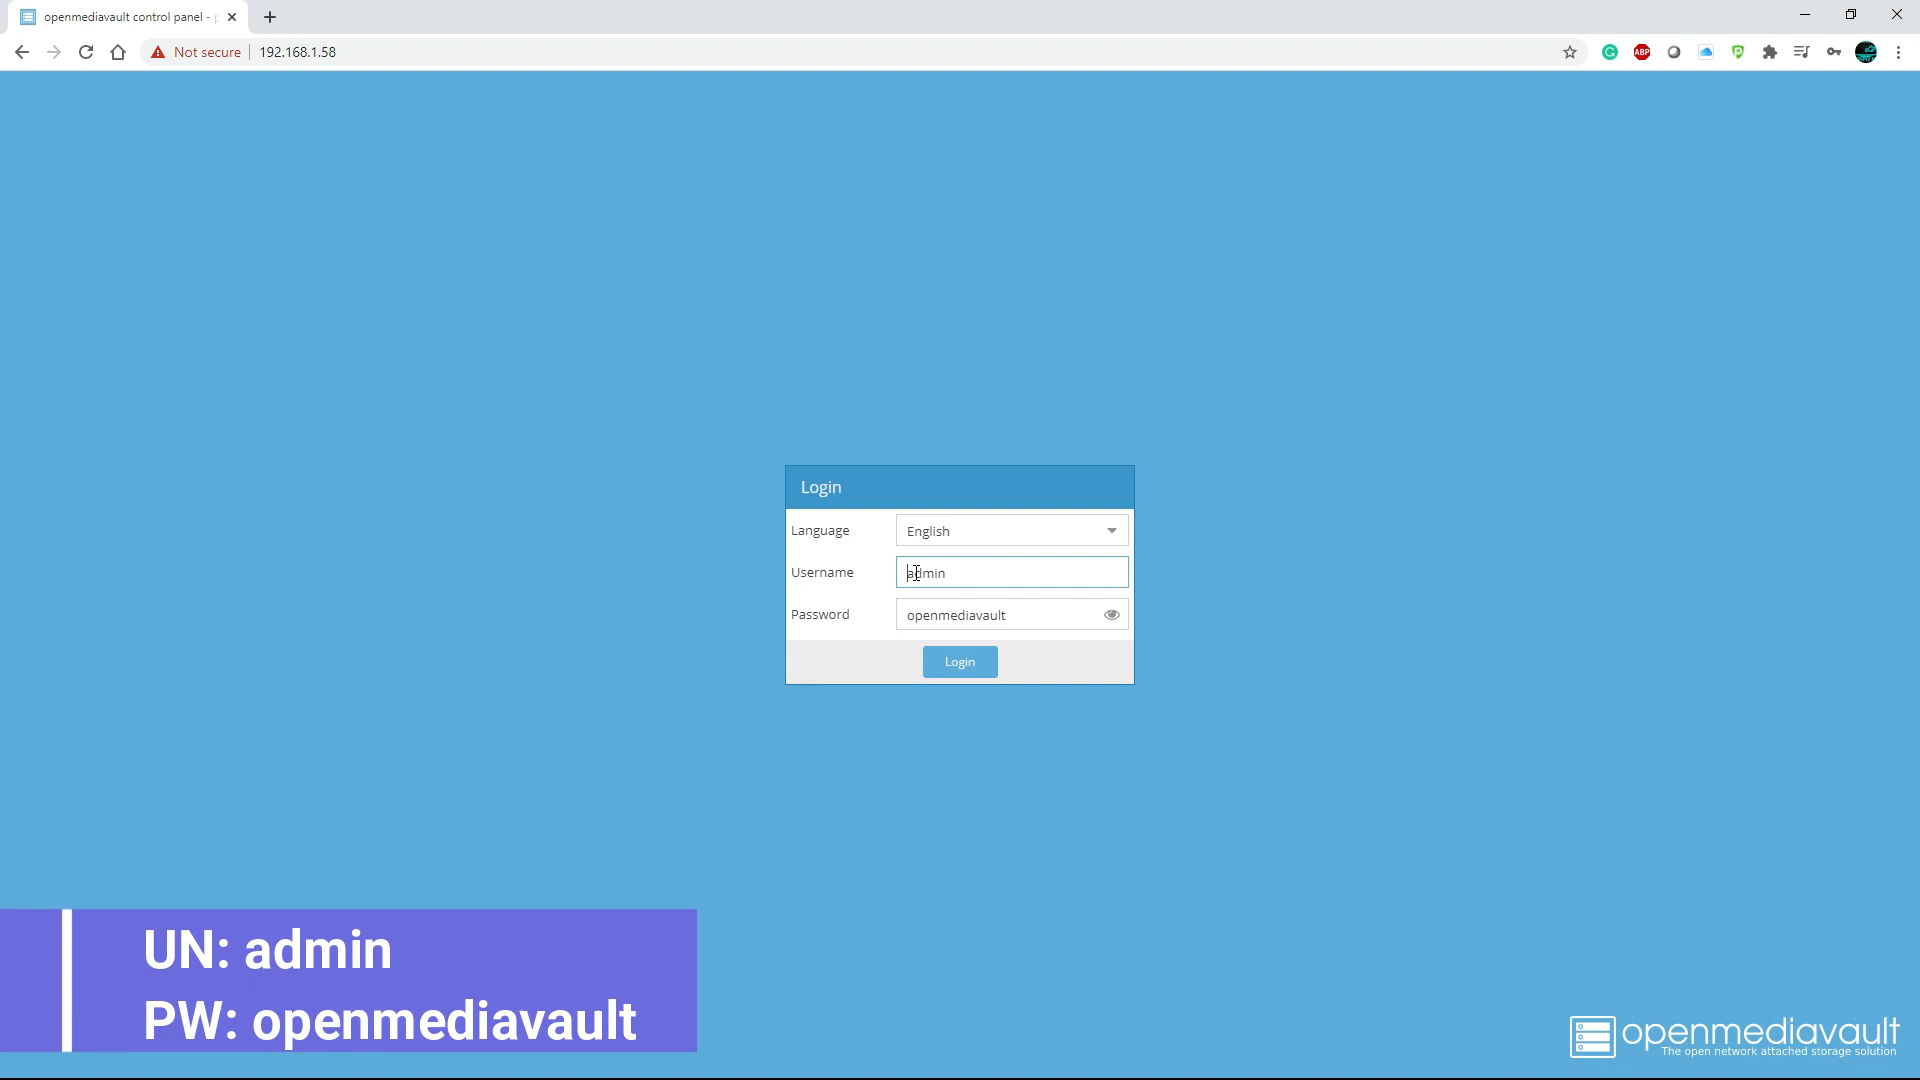 openmediavault control panel - p
Not secure
192.168.1.58
ABP
Login
Language
English
Username
admin
Password
openmediavault
Login
UN: admin
PW: openmediavault
openmediavault
The open network attached storage solution